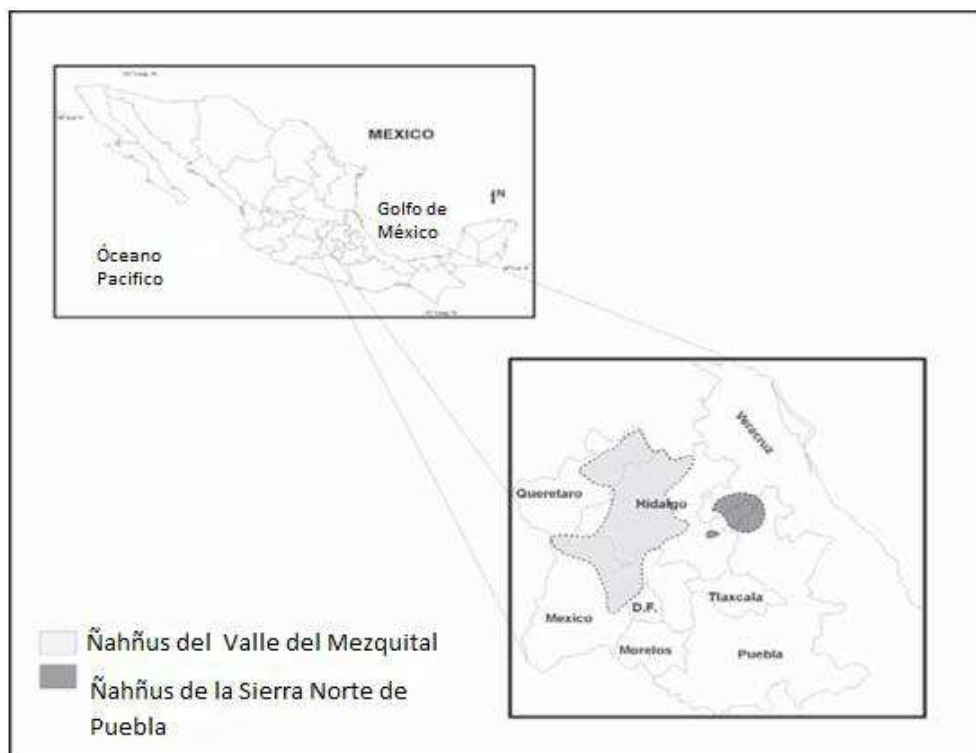 MEXICO
N
Golfo de
México
Óceano
Pacifico
Veracruz
Queretaro
Hidalgo
Tlaxcala
D.F.
Mexico
Morelos
Puebla
Ñahñus del Valle del Mezquital
Ñahñus de la Sierra Norte de
Puebla